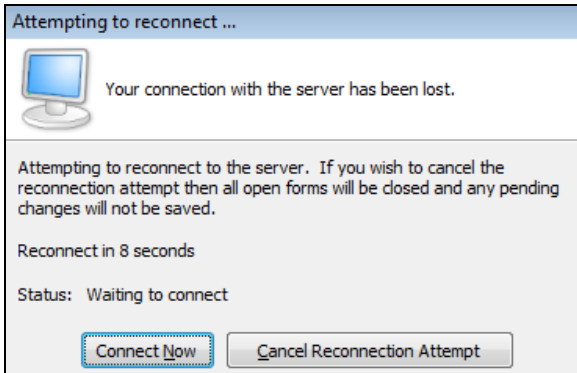 Attempting to reconnect ...
Your connection with the server has been lost.
Attempting to reconnect to the server.  If you wish to cancel the
reconnection attempt then all open forms will be closed and any pending
changes will not be saved.
Reconnect in 8 seconds
Status:   Waiting to connect
Connect Now
Cancel Reconnection Attempt